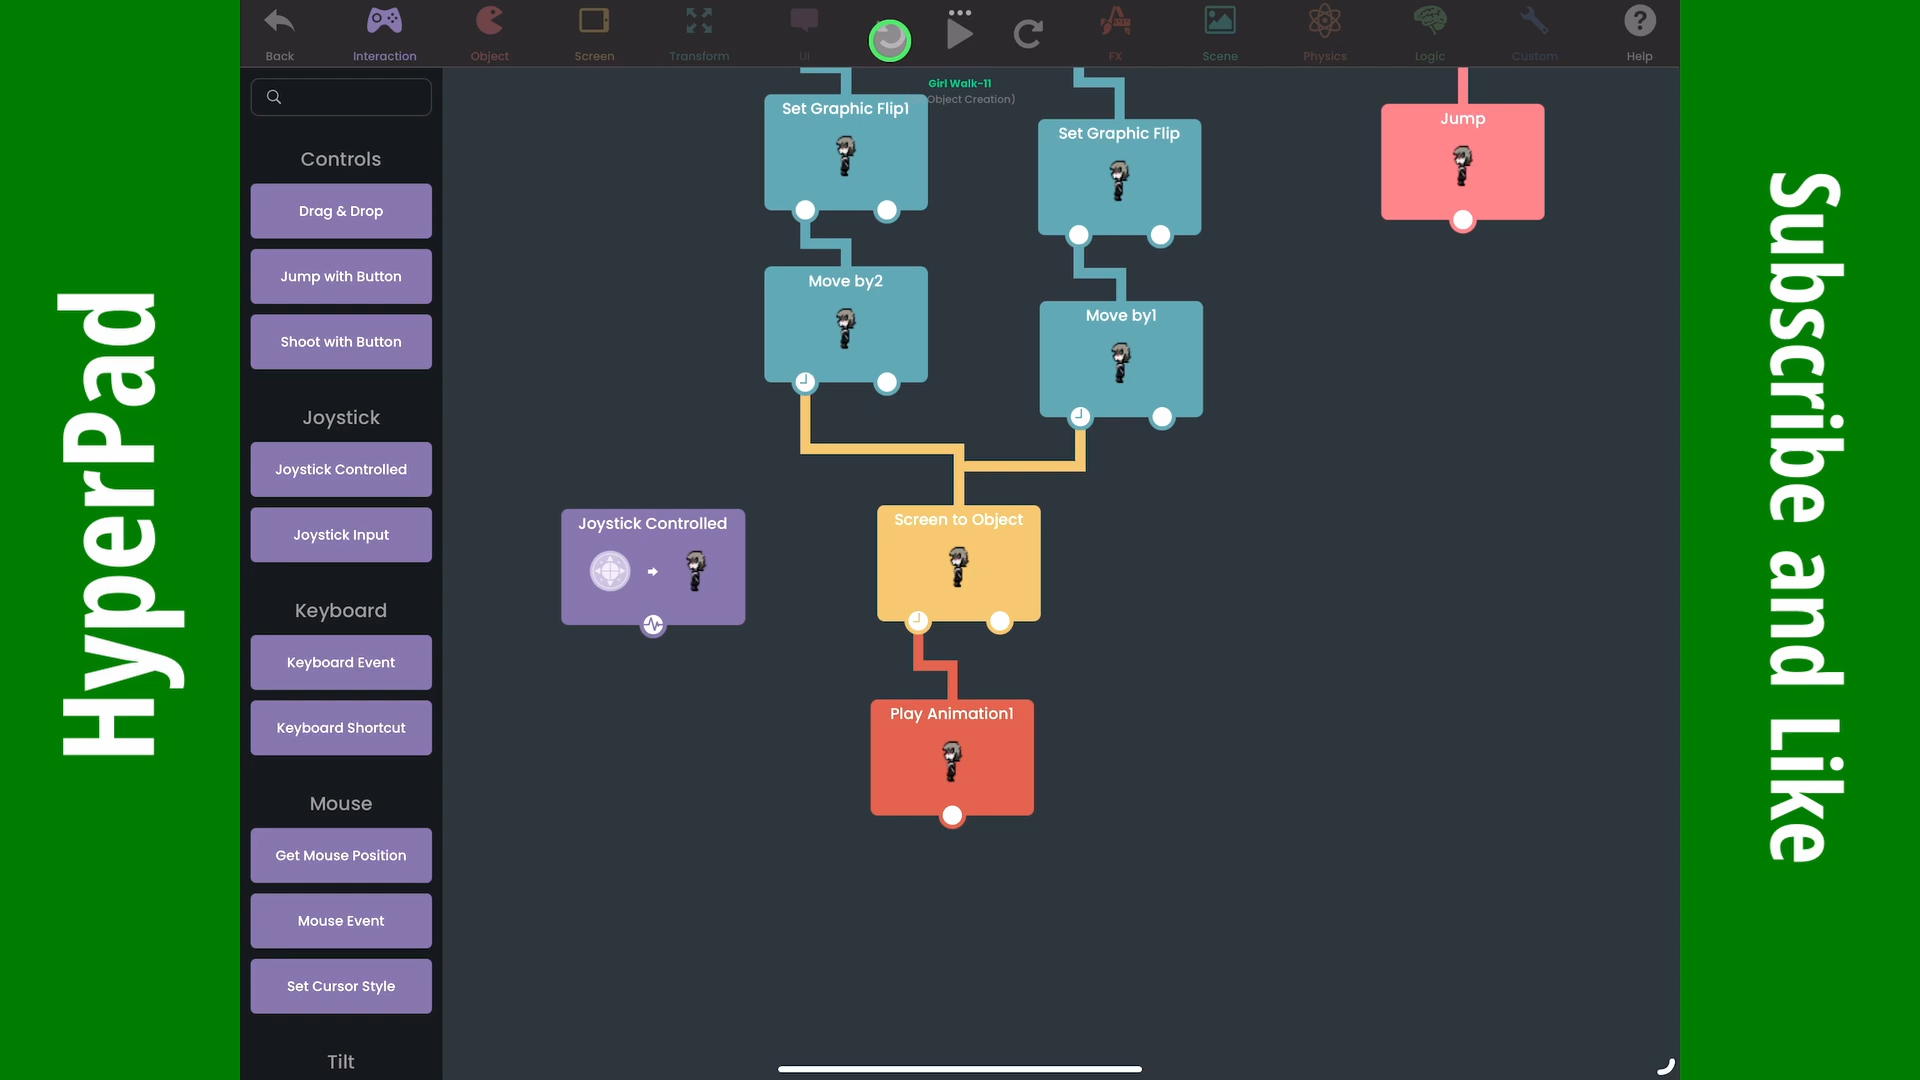 HyperPad
Subscribe and Like
Back
Interaction
Object
Screen
Transform
UI
FX
Scene
Physics
Logic
Custom
Help
Girl Walk-11
Object Creation)
Controls
Drag & Drop
Jump with Button
Shoot with Button
Joystick
Joystick Controlled
Joystick Input
Keyboard
Keyboard Event
Keyboard Shortcut
Mouse
Get Mouse Position
Mouse Event
Set Cursor Style
Tilt
Set Graphic Flip1
Set Graphic Flip
Jump
Move by2
Move by1
Joystick Controlled
Screen to Object
Play Animation1